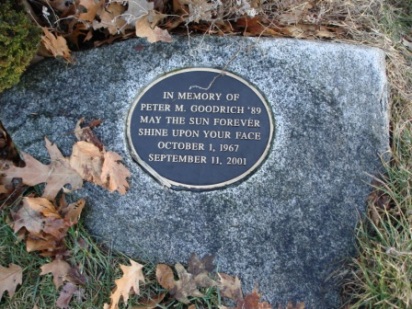 IN MEMORY OF
PETER M. GOODRICH '89
MAY THE SUN FOREVER
SHINE UPON YOUR FACE
OCTOBER 1, 1967
SEPTEMBER 11, 2001